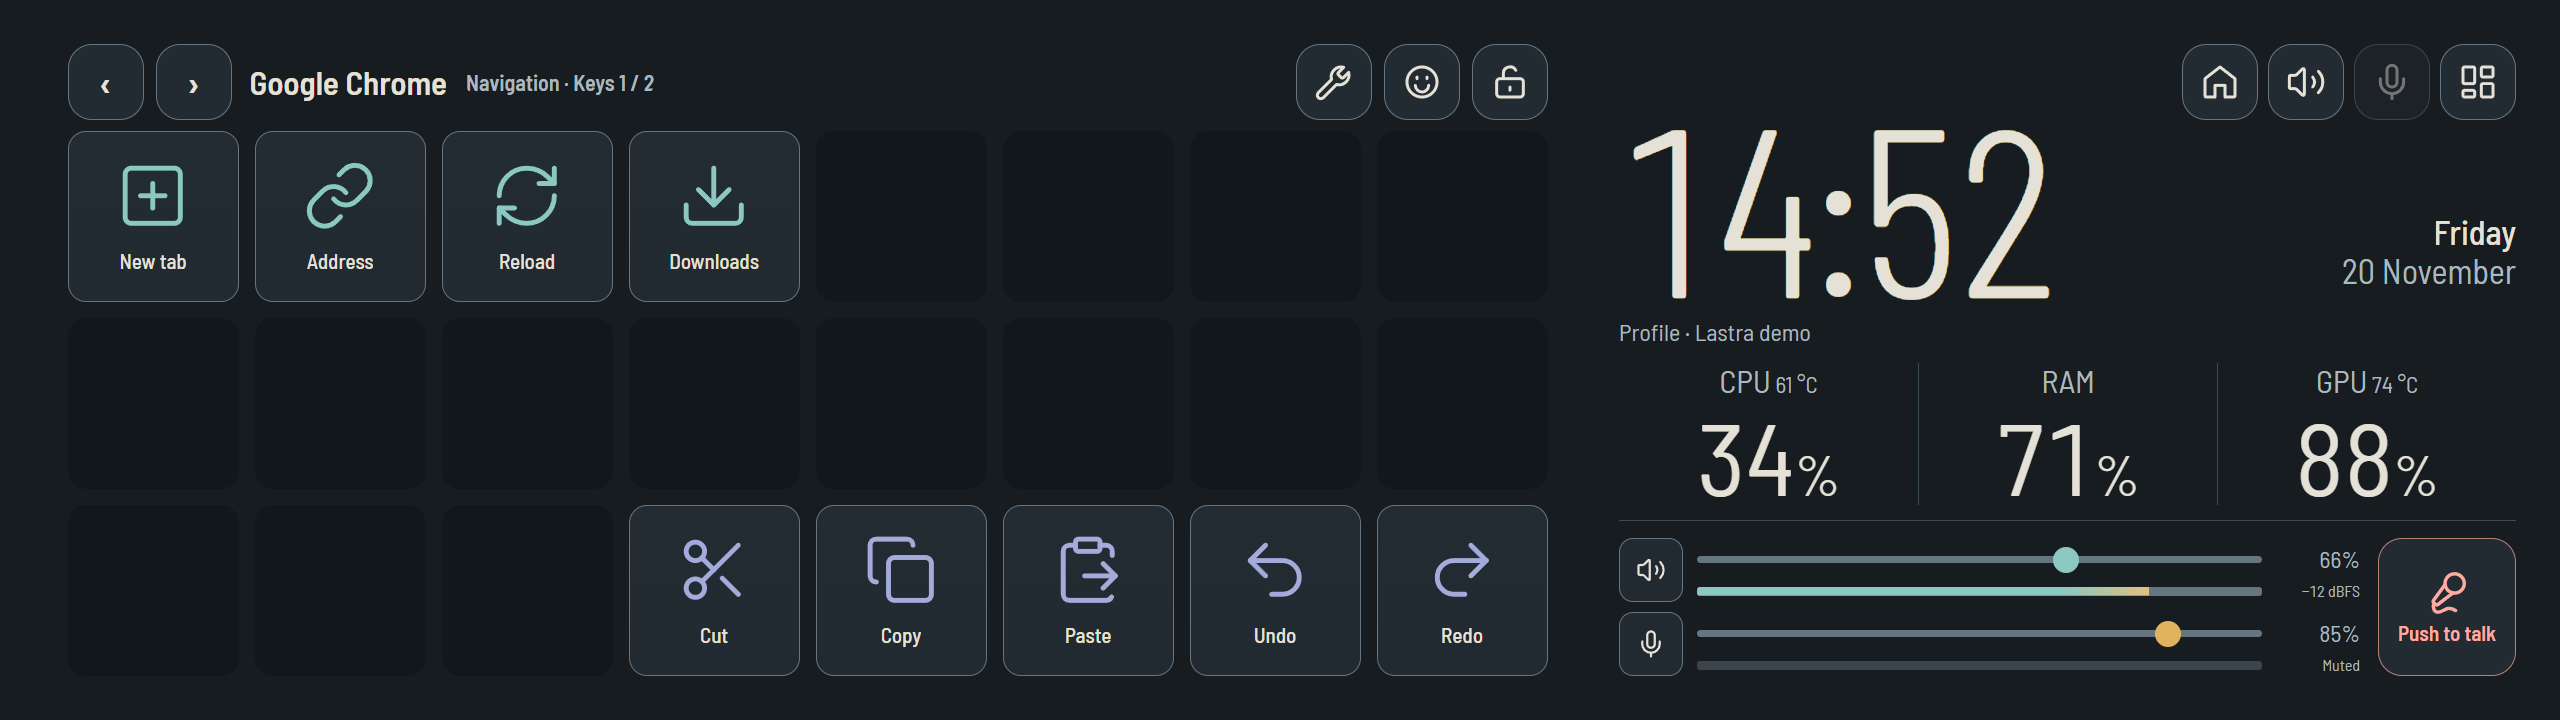 ‹ › Google Chrome Navigation · Keys 1 / 2
New tab
Address
Reload
Downloads
Cut
Copy
Paste
Undo
Redo
14:52
Friday
20 November
Profile · Lastra demo
CPU 61 °C
34%
RAM
71%
GPU 74 °C
88%
66%
−12 dBFS
85%
Muted
Push to talk